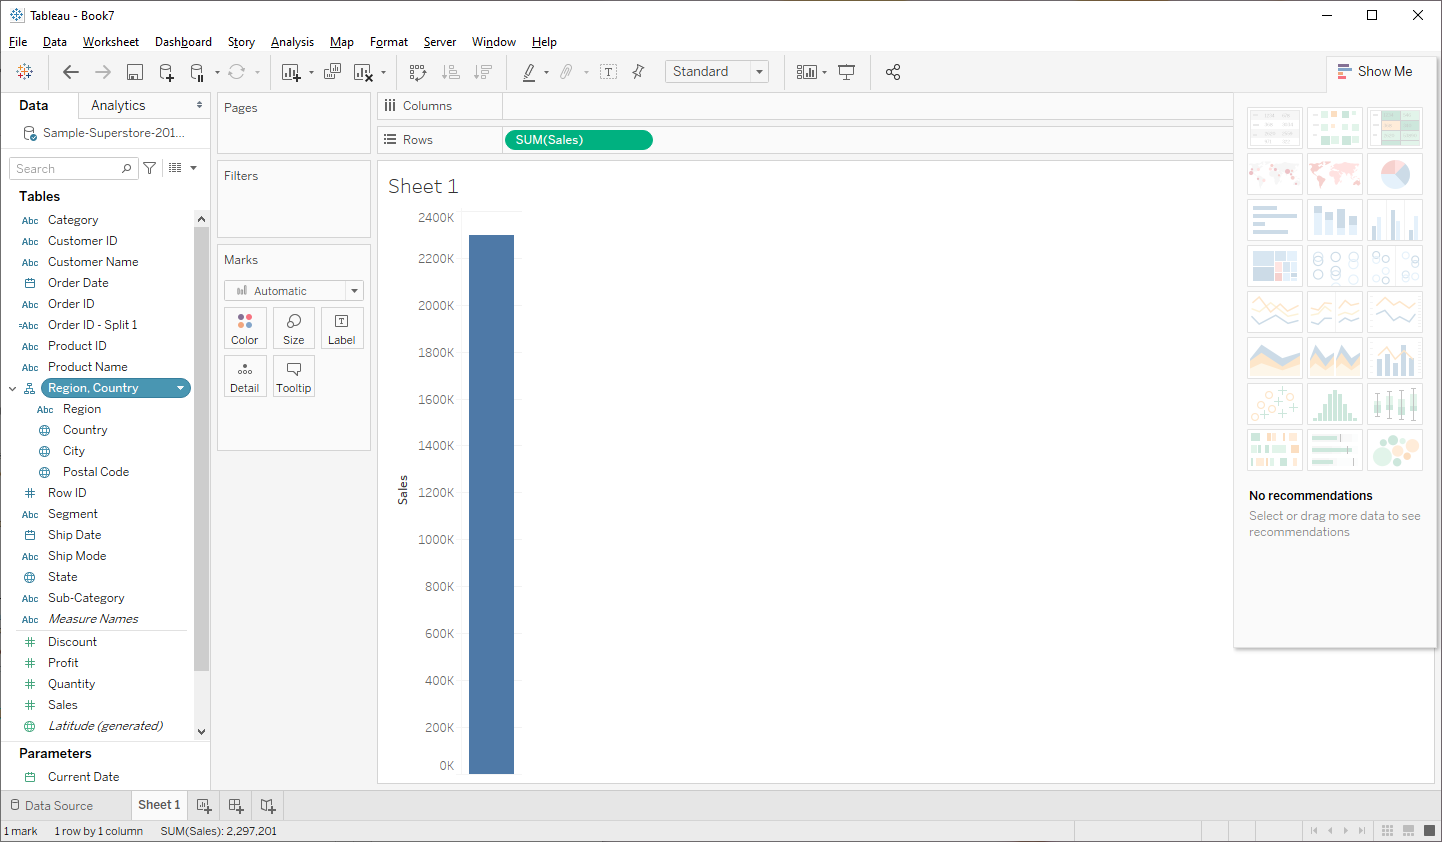 Tableau - Book7
File Data Worksheet Dashboard Story Analysis Map Format Server Window Help
Standard
Show Me
Data
Analytics
Sample-Superstore-201...
Search
Tables
Abc Category
Abc Customer ID
Abc Customer Name
Order Date
Abc Order ID
=Abc Order ID - Split 1
Abc Product ID
Abc Product Name
Region, Country
Abc Region
Country
City
Postal Code
Row ID
Abc Segment
Ship Date
Abc Ship Mode
State
Abc Sub-Category
Abc Measure Names
Discount
Profit
Quantity
Sales
Latitude (generated)
Parameters
Current Date
Pages
Filters
Marks
Automatic
Color Size Label
Detail Tooltip
Columns
Rows
SUM(Sales)
Sheet 1
2400K
2200K
2000K
1800K
1600K
1400K
1200K
1000K
800K
600K
400K
200K
0K
Sales
No recommendations
Select or drag more data to see
recommendations
Data Source
Sheet 1
1 mark 1 row by 1 column SUM(Sales): 2,297,201